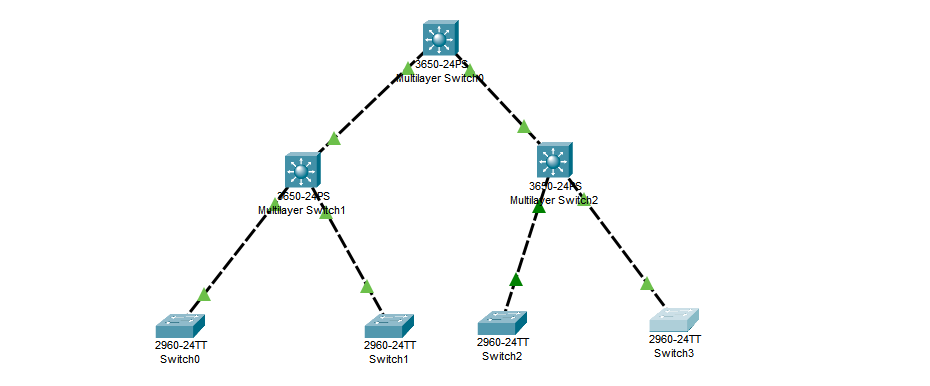 3650-24PS
Multilayer Switch0
3650-24PS
Multilayer Switch1
3650-24PS
Multilayer Switch2
2960-24TT
Switch0
2960-24TT
Switch1
2960-24TT
Switch2
2960-24TT
Switch3